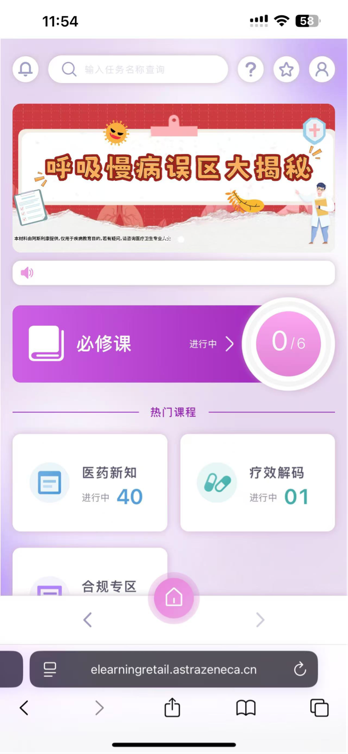 11:54
58
输入任务名称查询
呼吸慢病误区大揭秘
必修课
进行中
0/6
热门课程
医药新知
进行中 40
疗效解码
进行中 01
合规专区
elearningretail.astrazeneca.cn